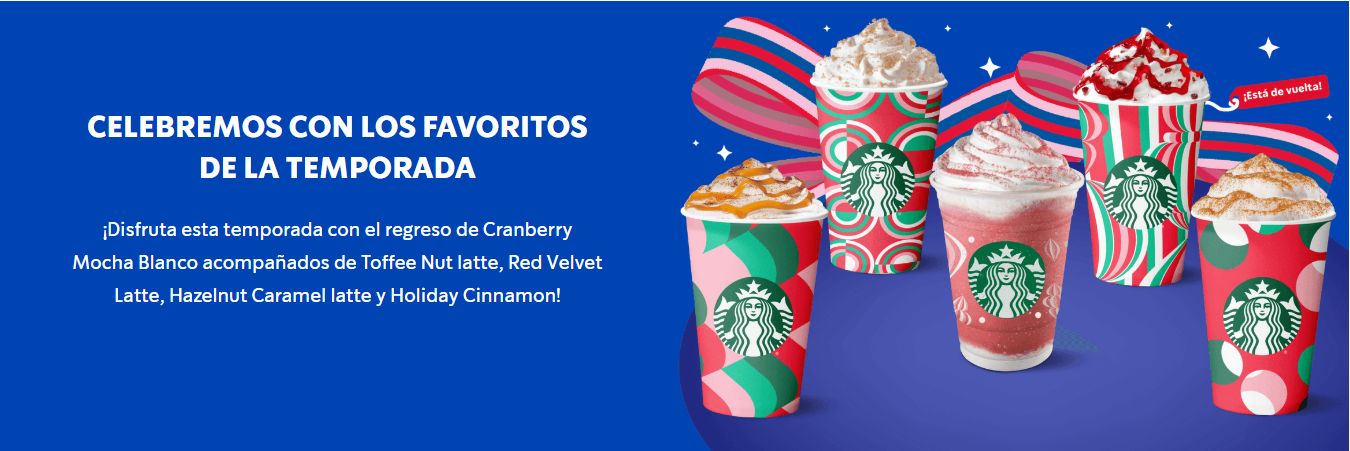 CELEBREMOS CON LOS FAVORITOS
DE LA TEMPORADA
¡Disfruta esta temporada con el regreso de Cranberry
Mocha Blanco acompañados de Toffee Nut latte, Red Velvet
Latte, Hazelnut Caramel latte y Holiday Cinnamon!
¡Está de vuelta!